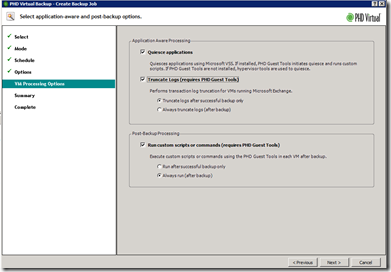 PHD Virtual Backup - Create Backup Job
Select application-aware and post-backup options.
PHD Virtual
Select
Mode
Schedule
Options
VM Processing Options
Summary
Complete
Application Aware Processing
Quiesce applications
Quiesces applications using Microsoft VSS. If installed, PHD Guest Tools initiates quiesce and runs custom
scripts. If PHD Guest Tools are not installed, hypervisor tools are used to quiesce.
Truncate Logs (requires PHD Guest Tools)
Performs transaction log truncation for VMs running Microsoft Exchange.
Truncate logs after successful backup only
Always truncate logs (after backup)
Post-Backup Processing
Run custom scripts or commands (requires PHD Guest Tools)
Execute custom scripts or commands using the PHD Guest Tools in each VM after backup.
Run after successful backup only
Always run (after backup)
< Previous
Next >
Cancel